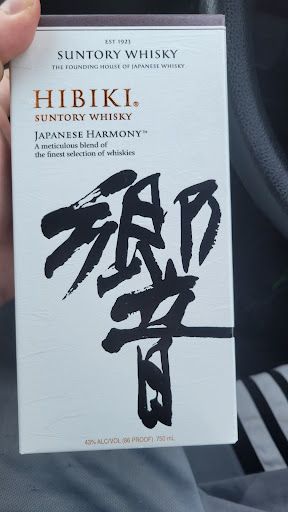 EST 1923
SUNTORY WHISKY
THE FOUNDING HOUSE OF JAPANESE WHISKY
HIBIKI®
SUNTORY WHISKY
JAPANESE HARMONY™
A meticulous blend of
the finest selection of whiskies
響
43% ALC/VOL (86 PROOF) 750 mL